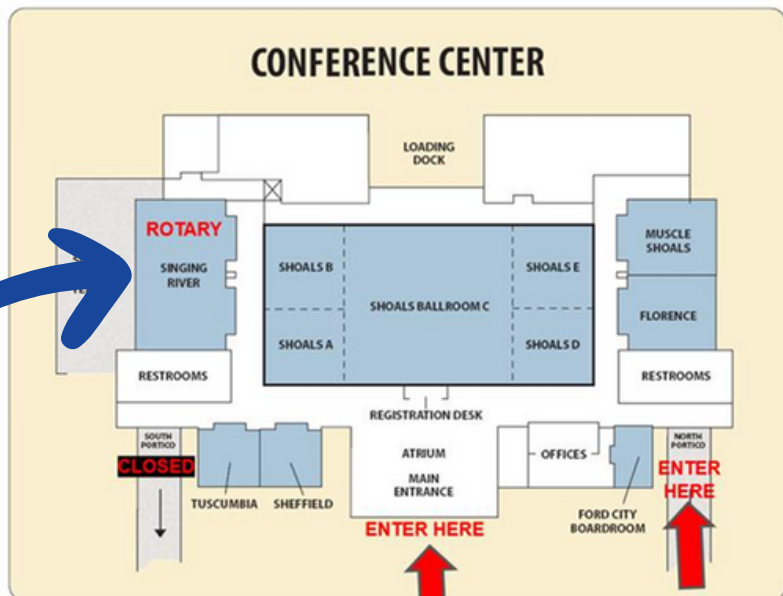 CONFERENCE CENTER
LOADING
DOCK
ROTARY
SINGING
RIVER
SHOALS B
SHOALS E
MUSCLE
SHOALS
SHOALS BALLROOM C
SHOALS A
SHOALS D
FLORENCE
RESTROOMS
RESTROOMS
REGISTRATION DESK
SOUTH
PORTICO
CLOSED
ATRIUM
MAIN
ENTRANCE
OFFICES
NORTH
PORTICO
TUSCUMBIA
SHEFFIELD
FORD CITY
BOARDROOM
ENTER
HERE
ENTER HERE